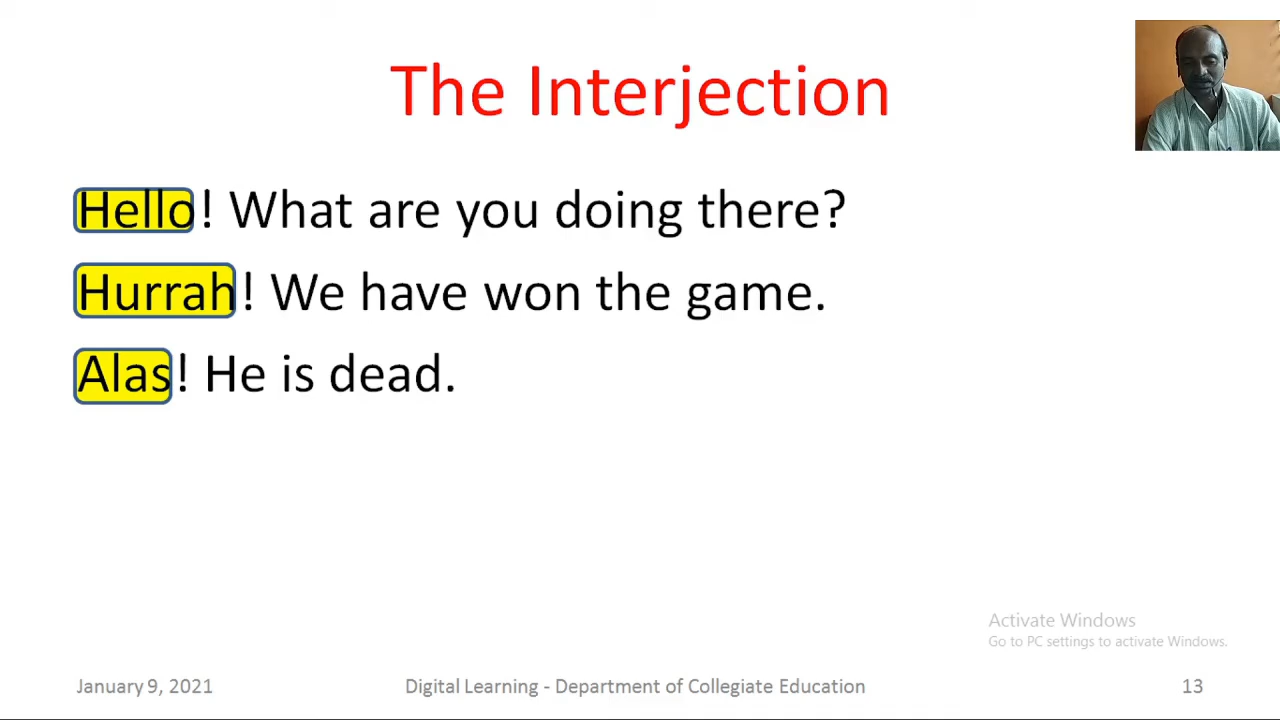 The Interjection
Hello! What are you doing there?
Hurrah! We have won the game.
Alas! He is dead.
Activate Windows
Go to PC settings to activate Windows.
January 9, 2021
Digital Learning - Department of Collegiate Education
13